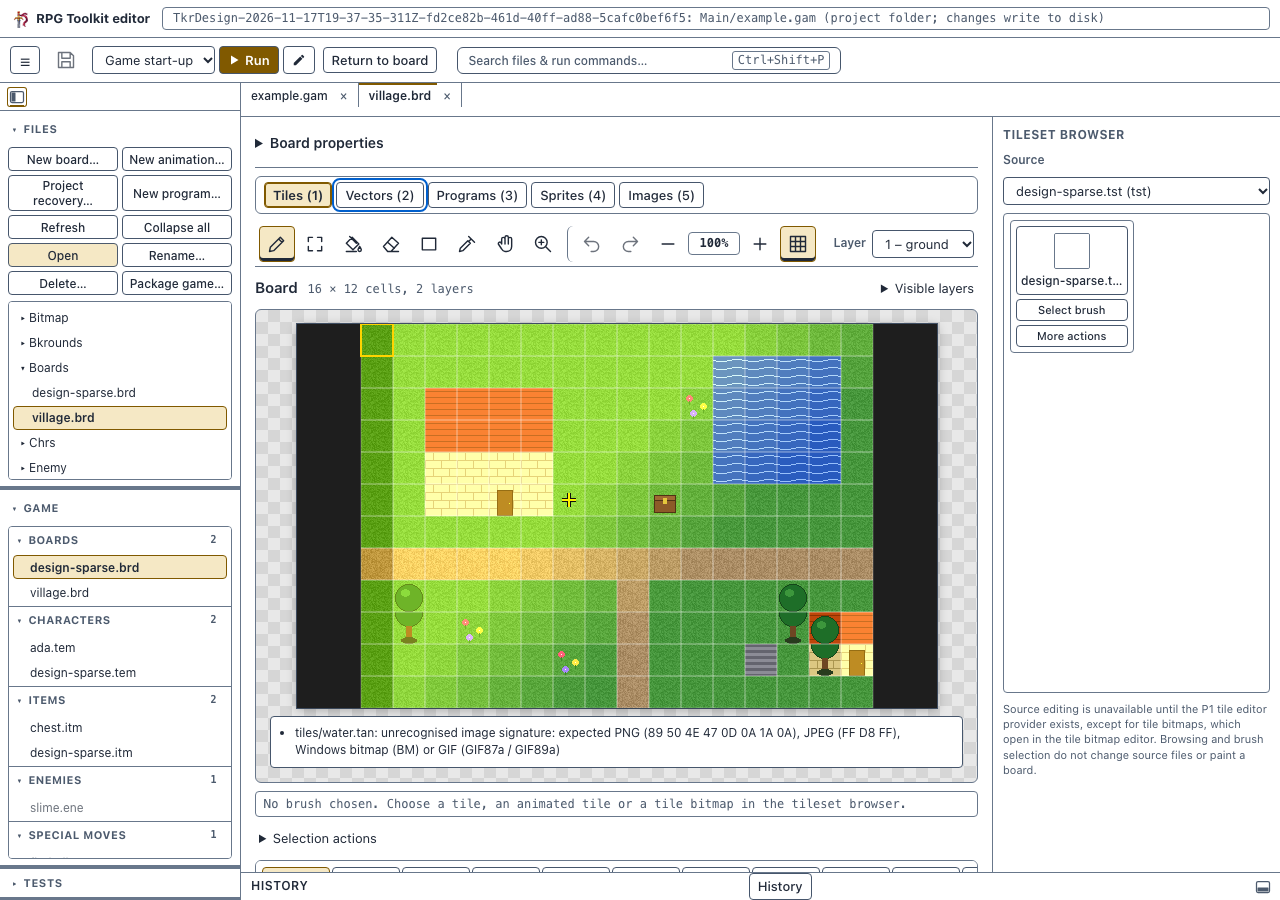 RPG Toolkit editor
TkrDesign-2026-11-17T19-37-35-311Z-fd2ce82b-461d-40ff-ad88-5cafc0bef6f5: Main/example.gam (project folder; changes write to disk)
Game start-up
Run
Return to board
Search files & run commands...
Ctrl+Shift+P
example.gam ×
village.brd ×
FILES
New board...
New animation...
Project recovery...
New program...
Refresh
Collapse all
Open
Rename...
Delete...
Package game...
Bitmap
Bkrounds
Boards
design-sparse.brd
village.brd
Chrs
Enemy
GAME
BOARDS 2
design-sparse.brd
village.brd
CHARACTERS 2
ada.tem
design-sparse.tem
ITEMS 2
chest.itm
design-sparse.itm
ENEMIES 1
slime.ene
SPECIAL MOVES 1
TESTS
Board properties
Tiles (1)
Vectors (2)
Programs (3)
Sprites (4)
Images (5)
100%
Layer
1 – ground
Board 16 × 12 cells, 2 layers
Visible layers
tiles/water.tan: unrecognised image signature: expected PNG (89 50 4E 47 0D 0A 1A 0A), JPEG (FF D8 FF),
Windows bitmap (BM) or GIF (GIF87a / GIF89a)
No brush chosen. Choose a tile, an animated tile or a tile bitmap in the tileset browser.
Selection actions
HISTORY
History
TILESET BROWSER
Source
design-sparse.tst (tst)
design-sparse.t...
Select brush
More actions
Source editing is unavailable until the P1 tile editor
provider exists, except for tile bitmaps, which
open in the tile bitmap editor. Browsing and brush
selection do not change source files or paint a
board.